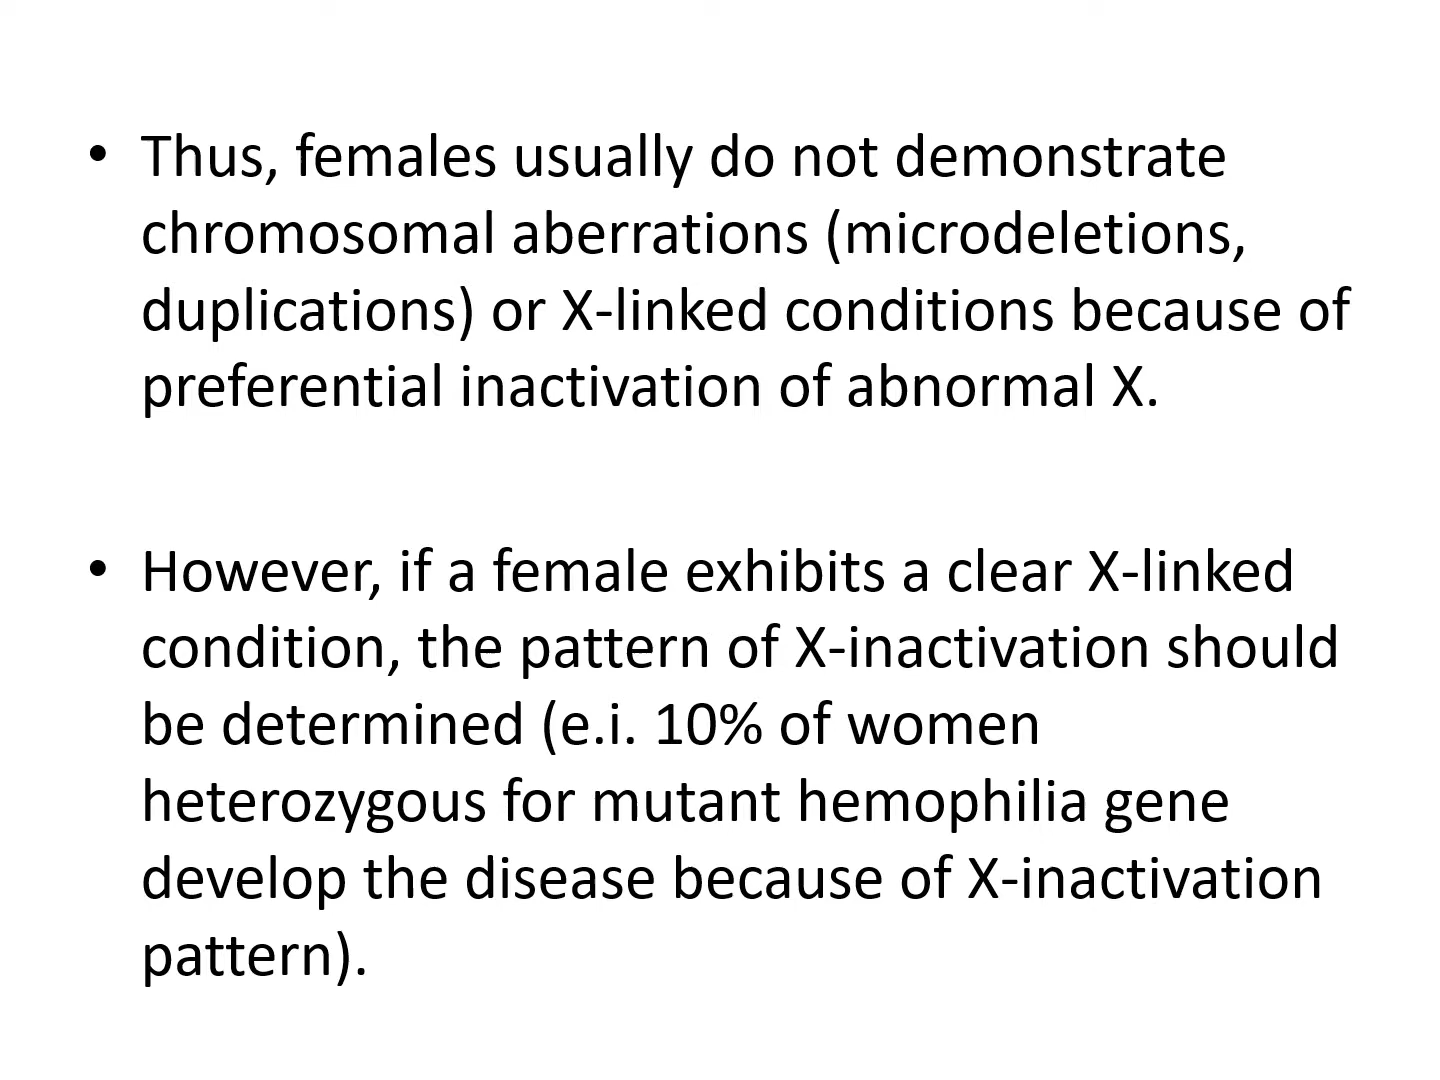 • Thus, females usually do not demonstrate
chromosomal aberrations (microdeletions,
duplications) or X-linked conditions because of
preferential inactivation of abnormal X.
• However, if a female exhibits a clear X-linked
condition, the pattern of X-inactivation should
be determined (e.i. 10% of women
heterozygous for mutant hemophilia gene
develop the disease because of X-inactivation
pattern).